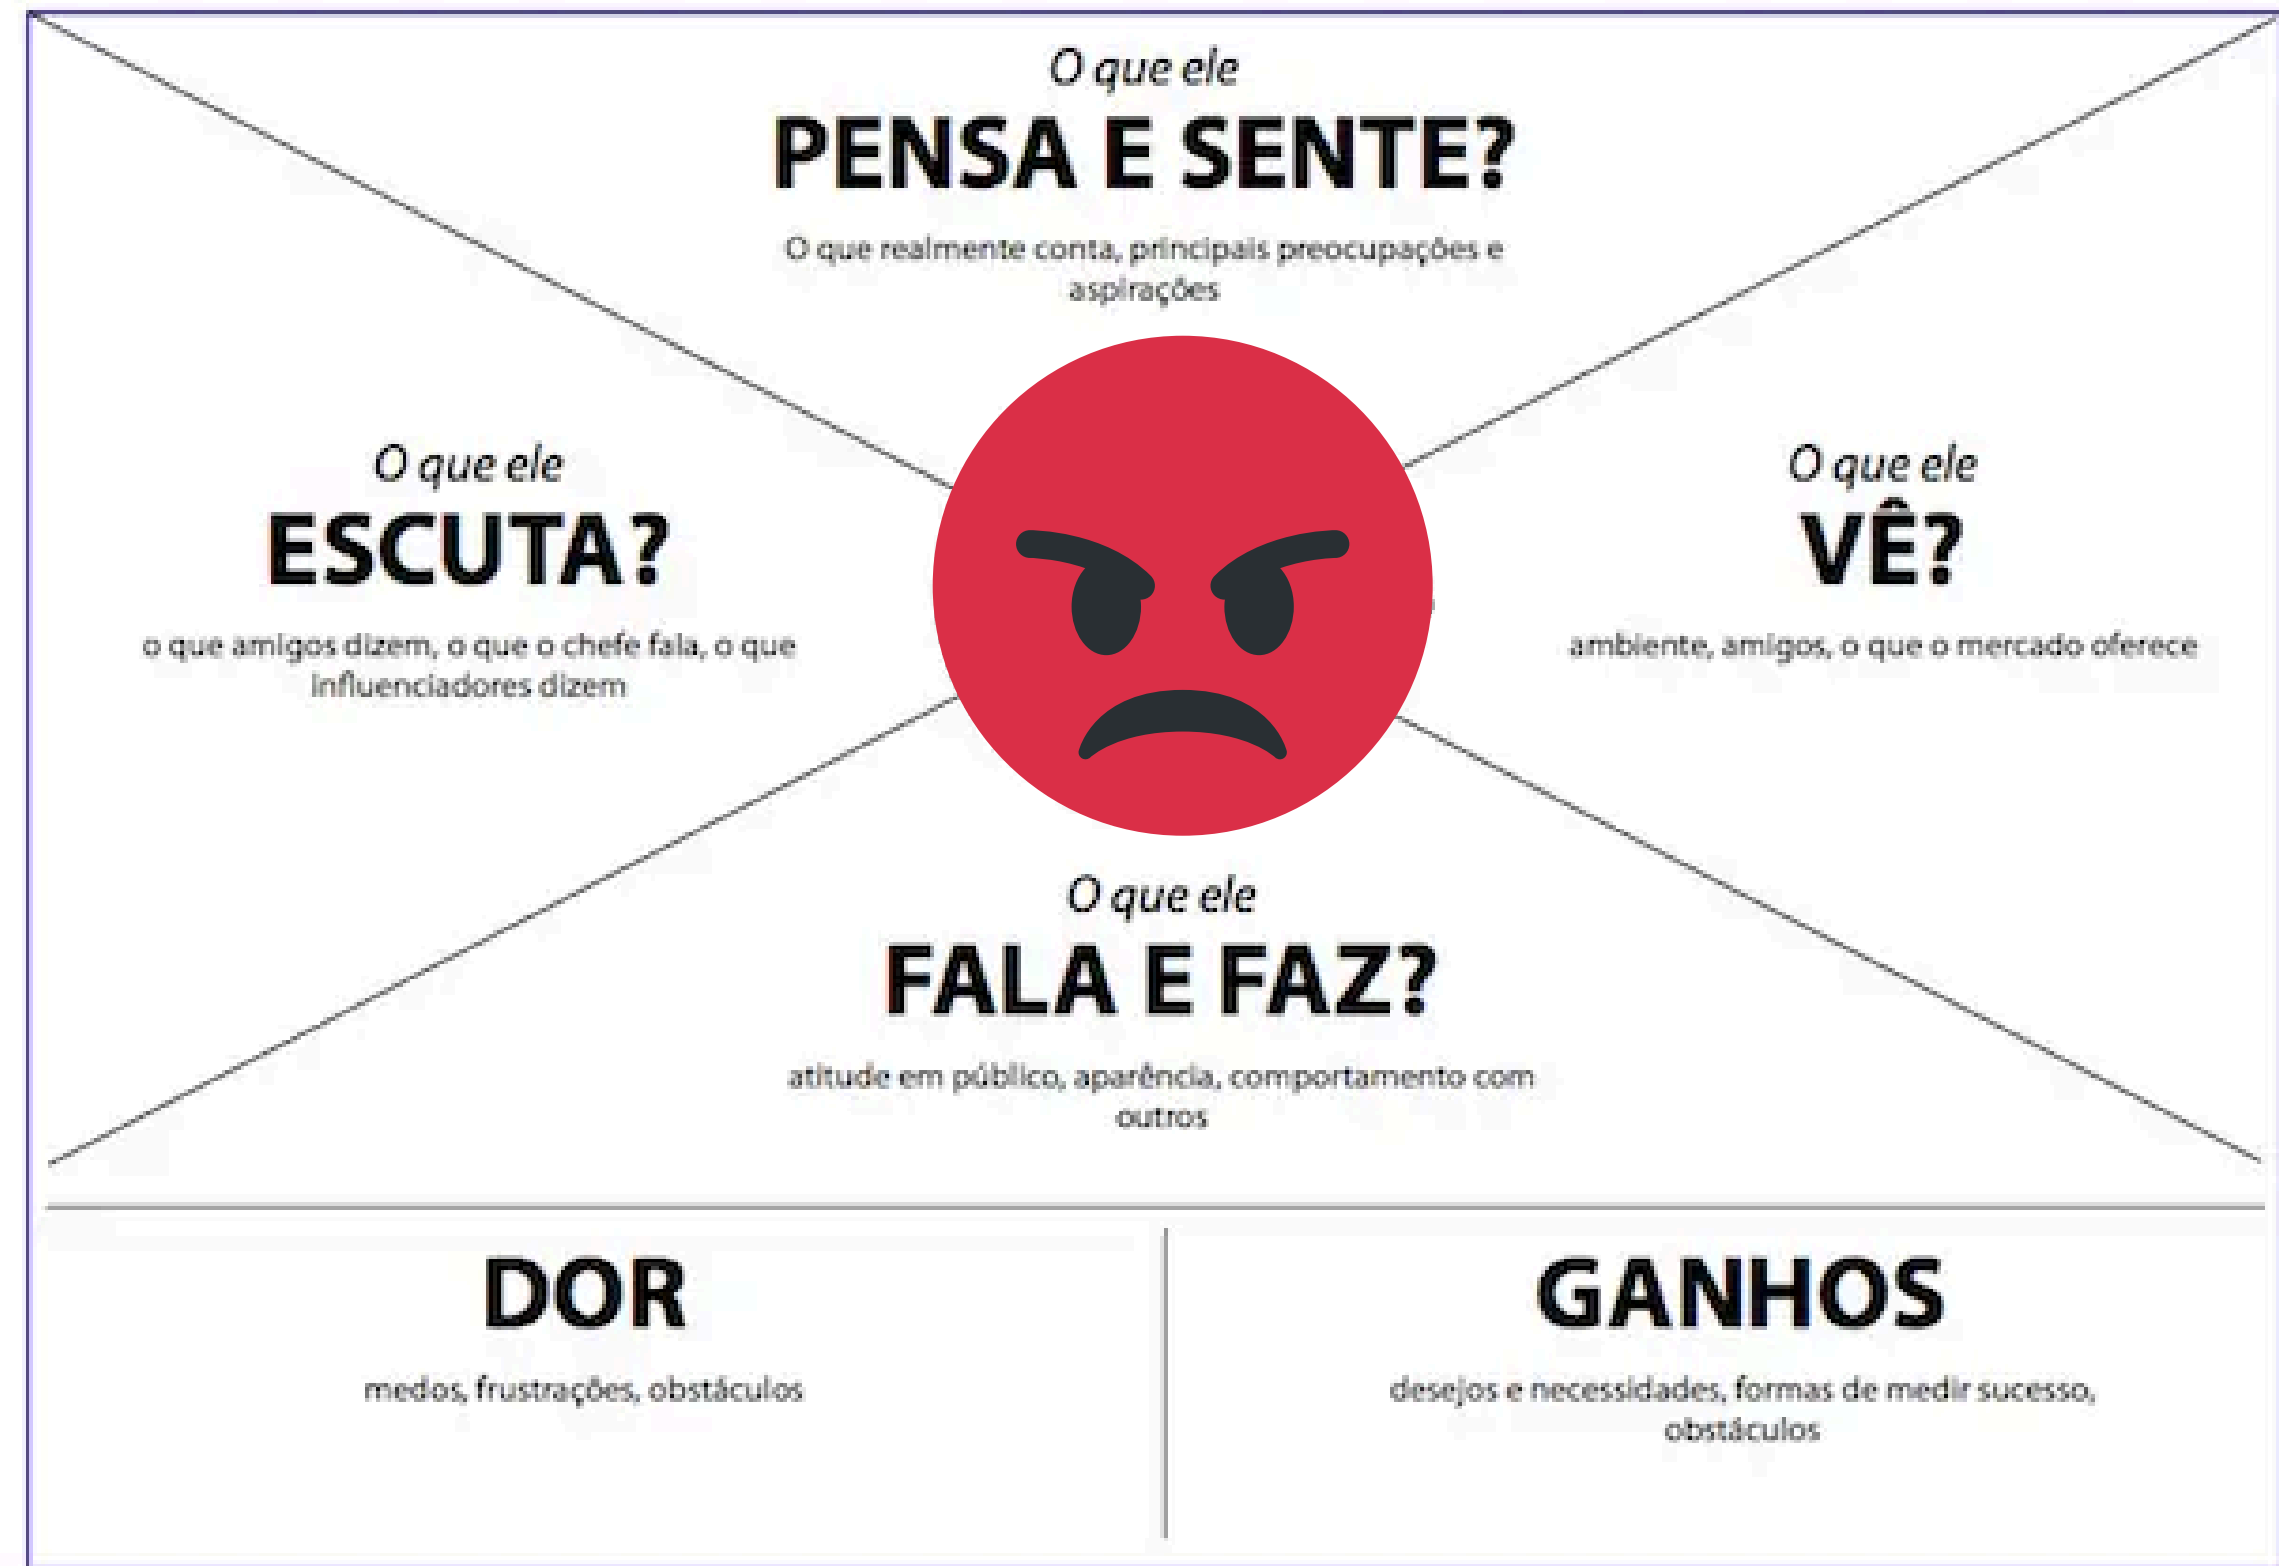 O que ele
PENSA E SENTE?
O que realmente conta, principais preocupações e
aspirações
O que ele
ESCUTA?
o que amigos dizem, o que o chefe fala, o que
influenciadores dizem
O que ele
VÊ?
ambiente, amigos, o que o mercado oferece
O que ele
FALA E FAZ?
atitude em público, aparência, comportamento com
outros
DOR
medos, frustrações, obstáculos
GANHOS
desejos e necessidades, formas de medir sucesso,
obstáculos